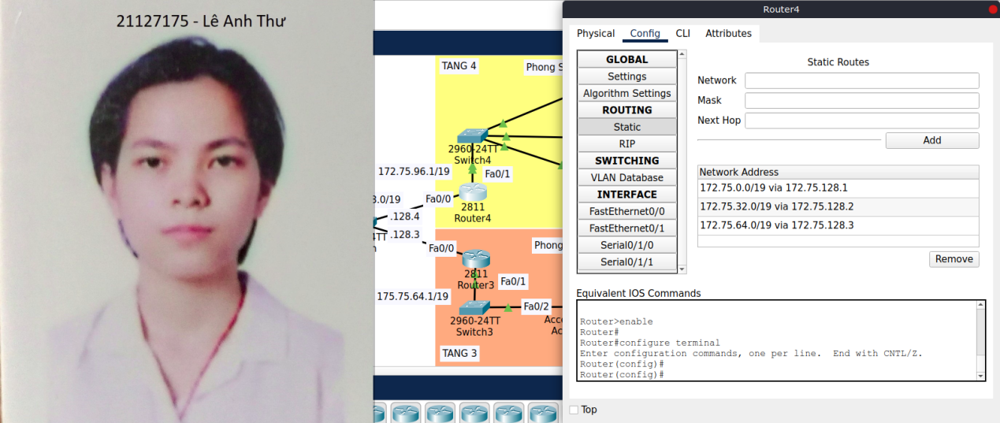 21127175 - Lê Anh Thư
TANG 4
Phong S
2960-24TT
Switch4
172.75.96.1/19
Fa0/1
.0/19
Fa0/0
2811
Router4
.128.4
.128.3
Fa0/0
Phong
2811
Router3
Fa0/1
175.75.64.1/19
Fa0/2
2960-24TT
Switch3
Acce
Ac
TANG 3
Router4
Physical Config CLI Attributes
GLOBAL
Settings
Algorithm Settings
ROUTING
Static
RIP
SWITCHING
VLAN Database
INTERFACE
FastEthernet0/0
FastEthernet0/1
Serial0/1/0
Serial0/1/1
Static Routes
Network
Mask
Next Hop
Add
Network Address
172.75.0.0/19 via 172.75.128.1
172.75.32.0/19 via 172.75.128.2
172.75.64.0/19 via 172.75.128.3
Remove
Equivalent IOS Commands
Router>enable
Router#
Router#configure terminal
Enter configuration commands, one per line. End with CNTL/Z.
Router(config)#
Router(config)#
Top